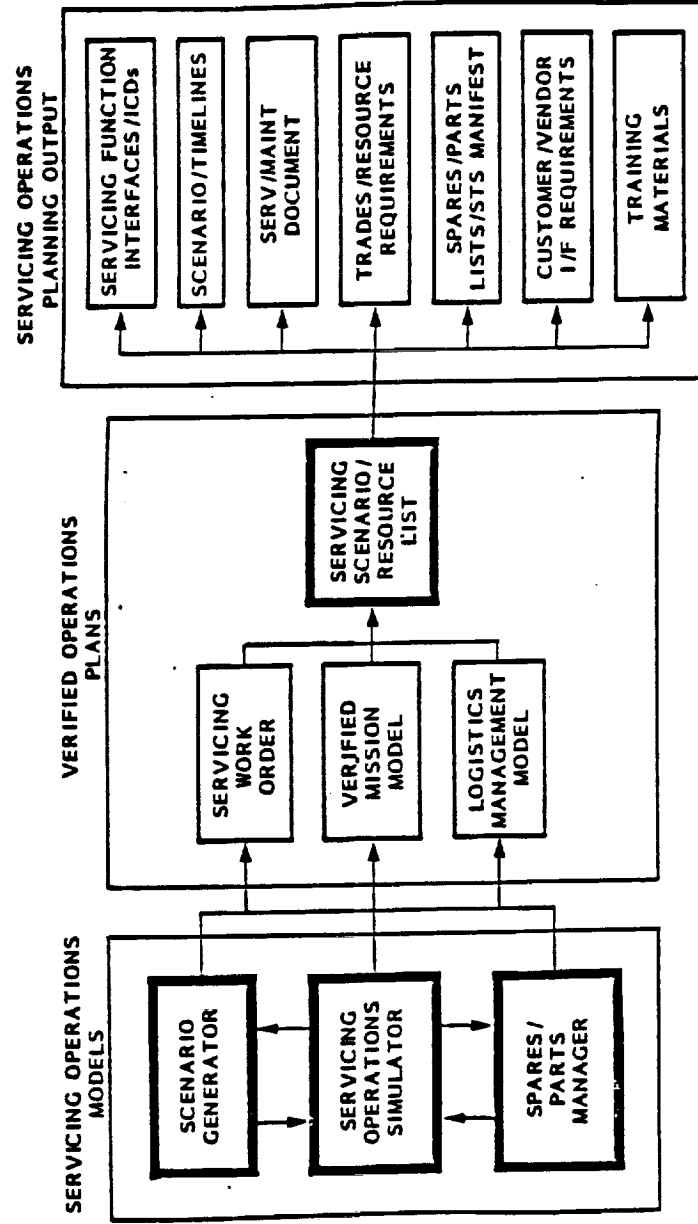 SERVICING OPERATIONS
MODELS
SCENARIO
GENERATOR
SERVICING
OPERATIONS
SIMULATOR
SPARES/
PARTS
MANAGER
VERIFIED OPERATIONS
PLANS
SERVICING
WORK
ORDER
VERIFIED
MISSION
MODEL
LOGISTICS
MANAGEMENT
MODEL
SERVICING
SCENARIO/
RESOURCE
LIST
SERVICING OPERATIONS
PLANNING OUTPUT
SERVICING FUNCTION
INTERFACES/ICDs
SCENARIO/TIMELINES
SERV/MAINT
DOCUMENT
TRADES/RESOURCE
REQUIREMENTS
SPARES/PARTS
LISTS/STS MANIFEST
CUSTOMER/VENDOR
I/F REQUIREMENTS
TRAINING
MATERIALS